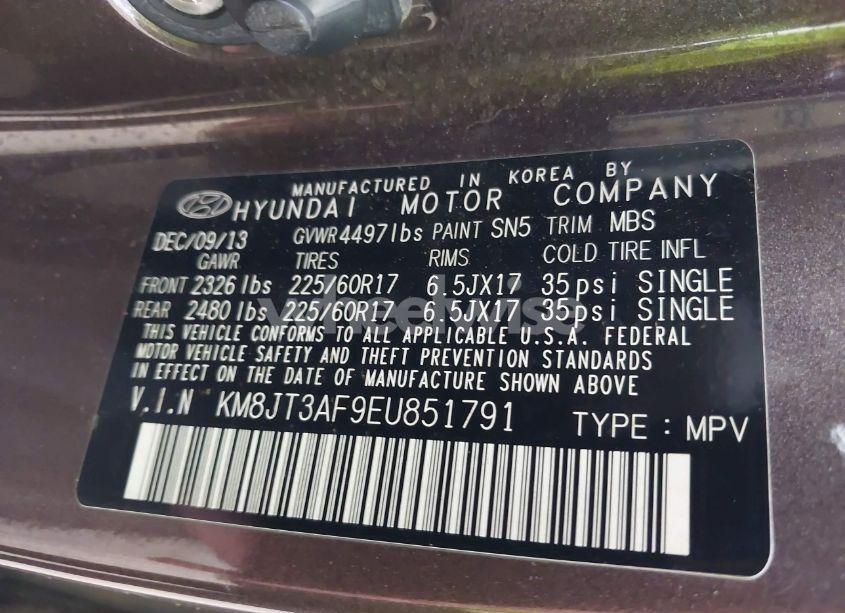 MANUFACTURED IN KOREA BY
HYUNDAI MOTOR COMPANY
DEC/09/13 GVWR 4497lbs PAINT SN5 TRIM MBS
GAWR TIRES RIMS COLD TIRE INFL
FRONT 2326 lbs 225/60R17 6.5JX17 35psi SINGLE
REAR 2480 lbs 225/60R17 6.5JX17 35psi SINGLE
THIS VEHICLE CONFORMS TO ALL APPLICABLE U.S.A. FEDERAL
MOTOR VEHICLE SAFETY AND THEFT PREVENTION STANDARDS
IN EFFECT ON THE DATE OF MANUFACTURE SHOWN ABOVE
V.I.N KM8JT3AF9EU851791 TYPE : MPV